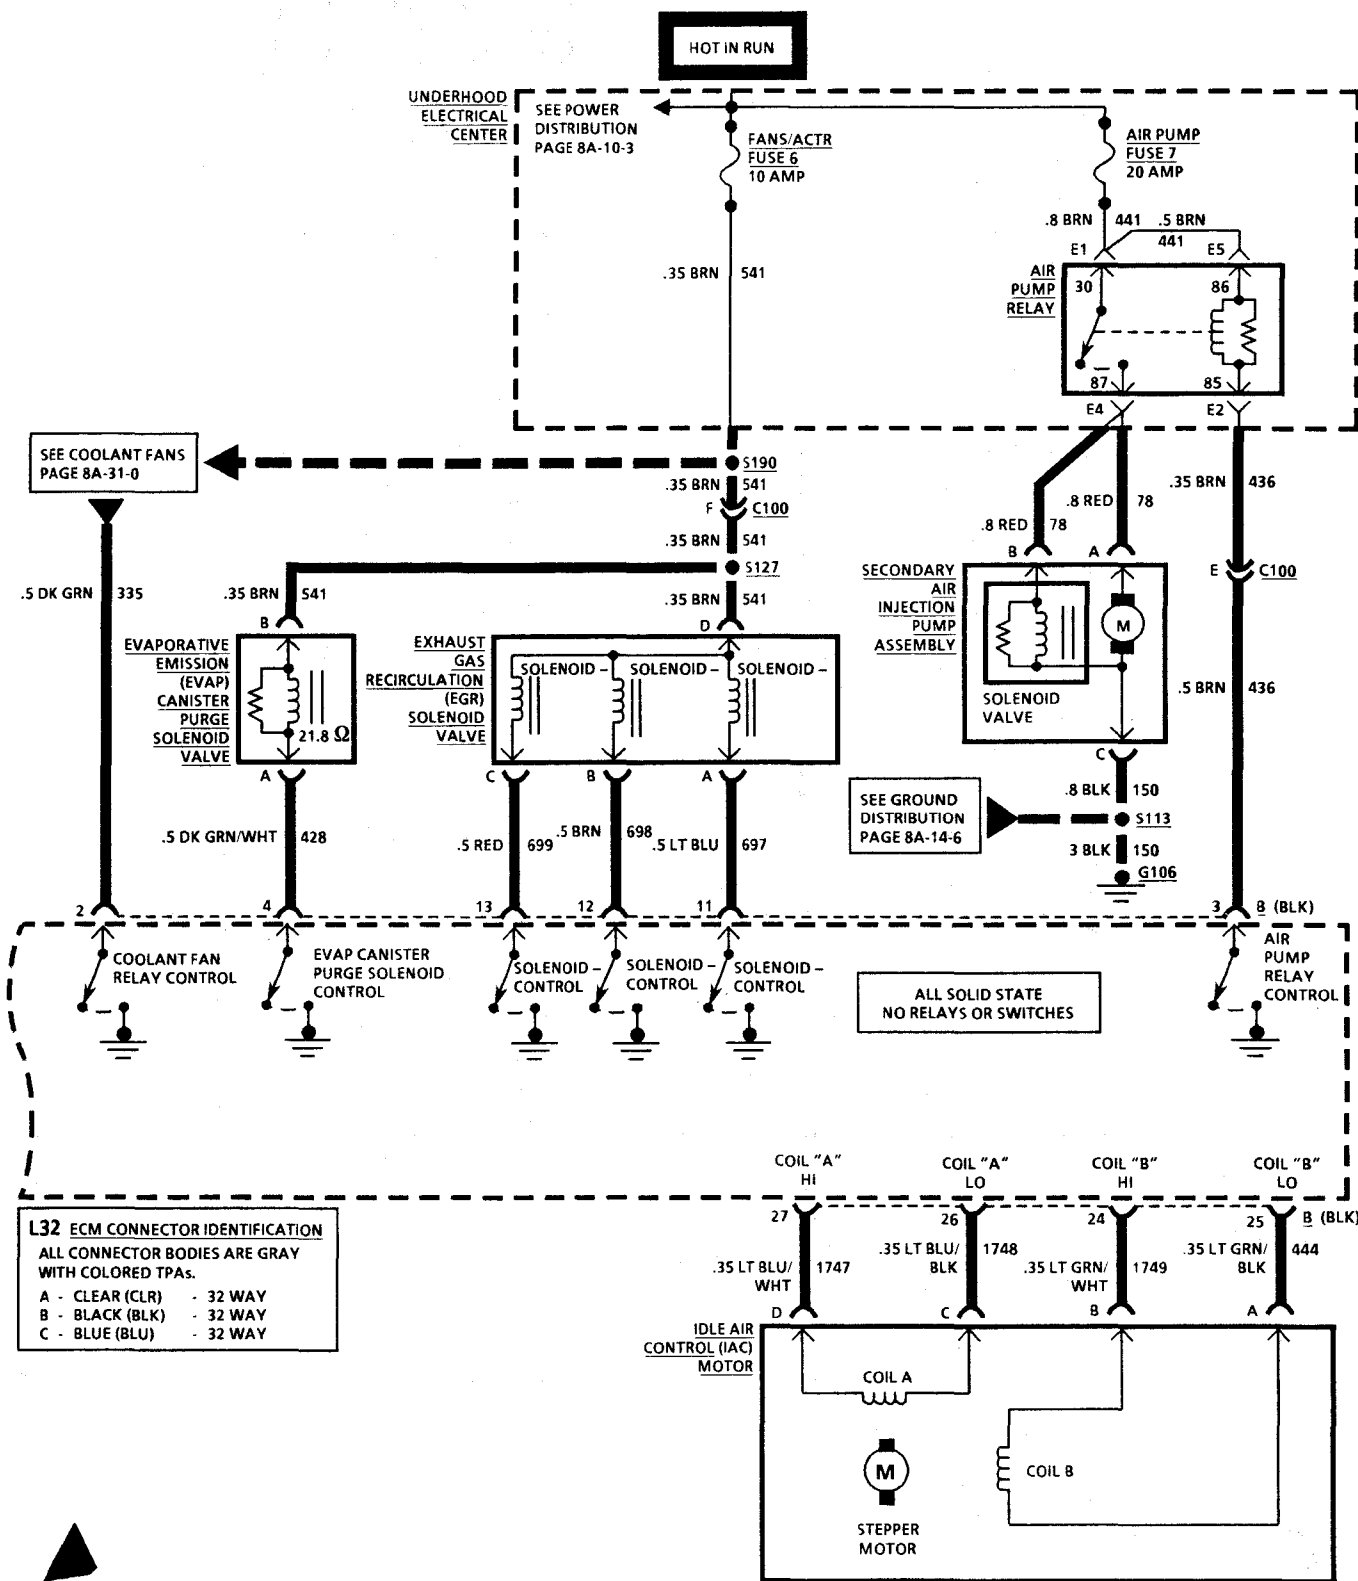 HOT IN RUN
UNDERHOOD
ELECTRICAL
CENTER
SEE POWER
DISTRIBUTION
PAGE 8A-10-3
FANS/ACTR
FUSE 6
10 AMP
AIR PUMP
FUSE 7
20 AMP
.8 BRN 441 .5 BRN
441
E1 E5
.35 BRN 541
AIR
PUMP
RELAY
30 86
87 85
E4 E2
SEE COOLANT FANS
PAGE 8A-31-0
S190
.35 BRN 541
F C100
.35 BRN 541
S127
.8 RED 78
.8 RED 78
.35 BRN 436
B A
E C100
.5 DK GRN 335
.35 BRN 541
.35 BRN 541
B
D
SECONDARY
AIR
INJECTION
PUMP
ASSEMBLY
M
SOLENOID
VALVE
C
.5 BRN 436
EVAPORATIVE
EMISSION
(EVAP)
CANISTER
PURGE
SOLENOID
VALVE
21.8 Ω
A
EXHAUST
GAS
RECIRCULATION
(EGR)
SOLENOID
VALVE
SOLENOID – SOLENOID – SOLENOID –
C B A
.8 BLK 150
SEE GROUND
DISTRIBUTION
PAGE 8A-14-6
S113
3 BLK 150
G106
.5 DK GRN/WHT 428
.5 RED 699
.5 BRN 698
.5 LT BLU 697
2 4 13 12 11 3 B (BLK)
COOLANT FAN
RELAY CONTROL
EVAP CANISTER
PURGE SOLENOID
CONTROL
SOLENOID –
CONTROL
SOLENOID –
CONTROL
SOLENOID –
CONTROL
ALL SOLID STATE
NO RELAYS OR SWITCHES
AIR
PUMP
RELAY
CONTROL
COIL "A"
HI
COIL "A"
LO
COIL "B"
HI
COIL "B"
LO
27 26 24 25 B (BLK)
.35 LT BLU/
WHT
1747
.35 LT BLU/
BLK
1748
.35 LT GRN/
WHT
1749
.35 LT GRN/
BLK
444
D C B A
L32 ECM CONNECTOR IDENTIFICATION
ALL CONNECTOR BODIES ARE GRAY
WITH COLORED TPAs.
A - CLEAR (CLR) - 32 WAY
B - BLACK (BLK) - 32 WAY
C - BLUE (BLU) - 32 WAY
IDLE AIR
CONTROL (IAC)
MOTOR
COIL A
M
STEPPER
MOTOR
COIL B